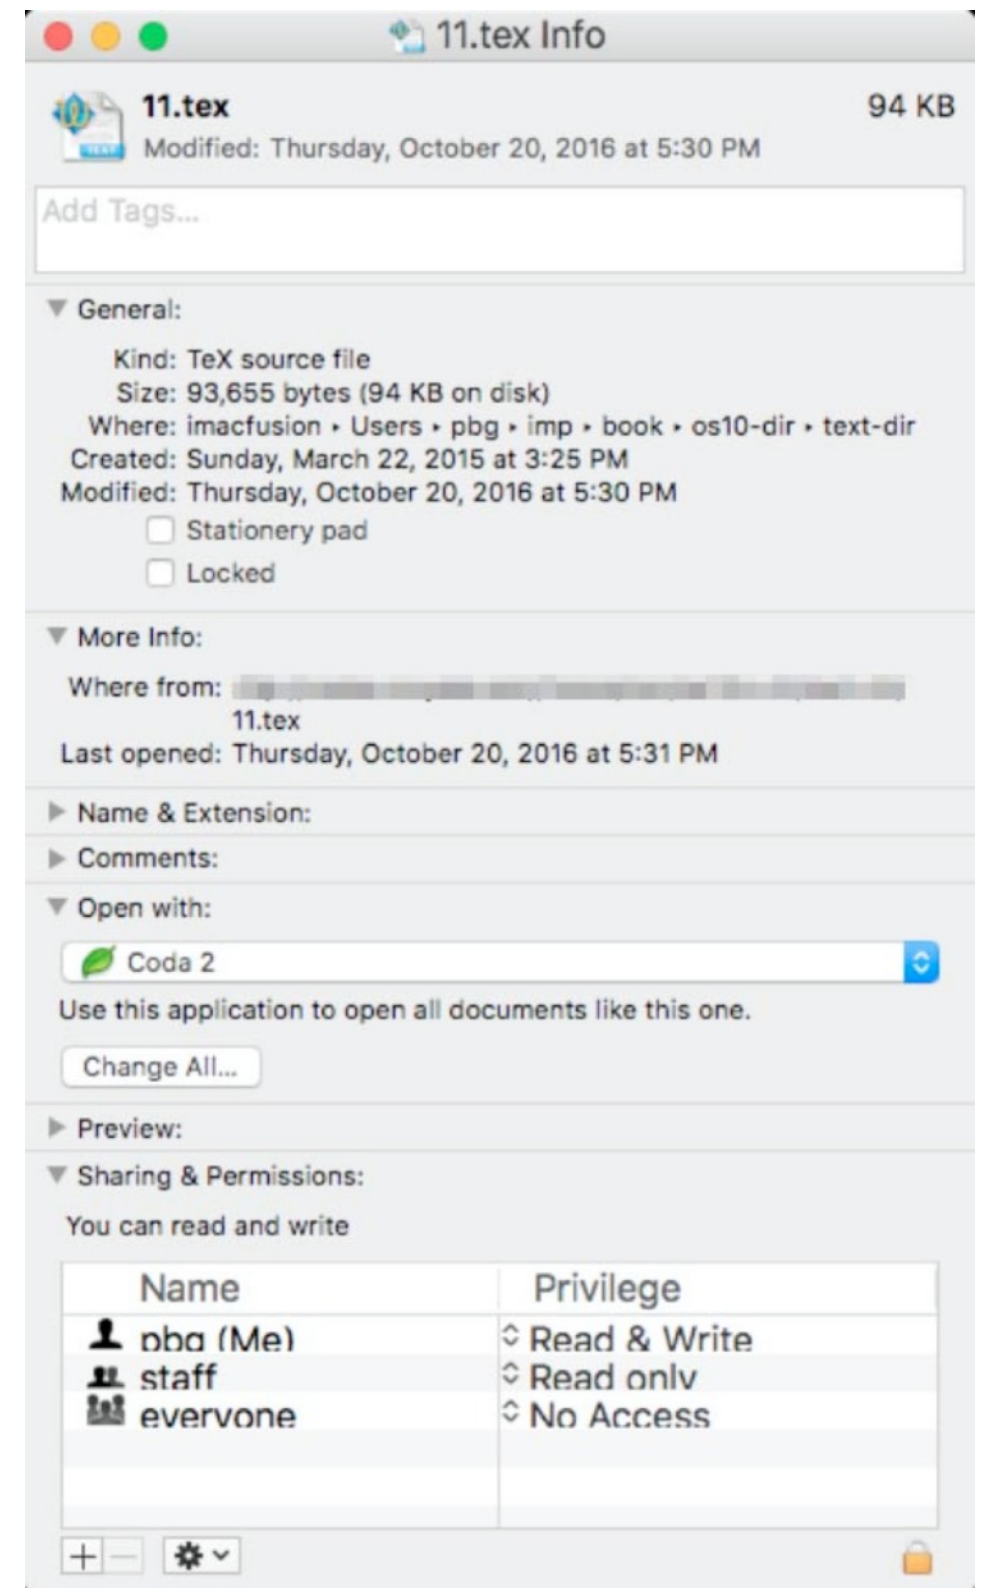 11.tex Info
11.tex 94 KB
Modified: Thursday, October 20, 2016 at 5:30 PM
Add Tags...
General:
Kind: TeX source file
Size: 93,655 bytes (94 KB on disk)
Where: imacfusion ‣ Users ‣ pbg ‣ imp ‣ book ‣ os10-dir ‣ text-dir
Created: Sunday, March 22, 2015 at 3:25 PM
Modified: Thursday, October 20, 2016 at 5:30 PM
Stationery pad
Locked
More Info:
Where from:
11.tex
Last opened: Thursday, October 20, 2016 at 5:31 PM
Name & Extension:
Comments:
Open with:
Coda 2
Use this application to open all documents like this one.
Change All...
Preview:
Sharing & Permissions:
You can read and write
Name Privilege
pbg (Me) Read & Write
staff Read only
everyone No Access